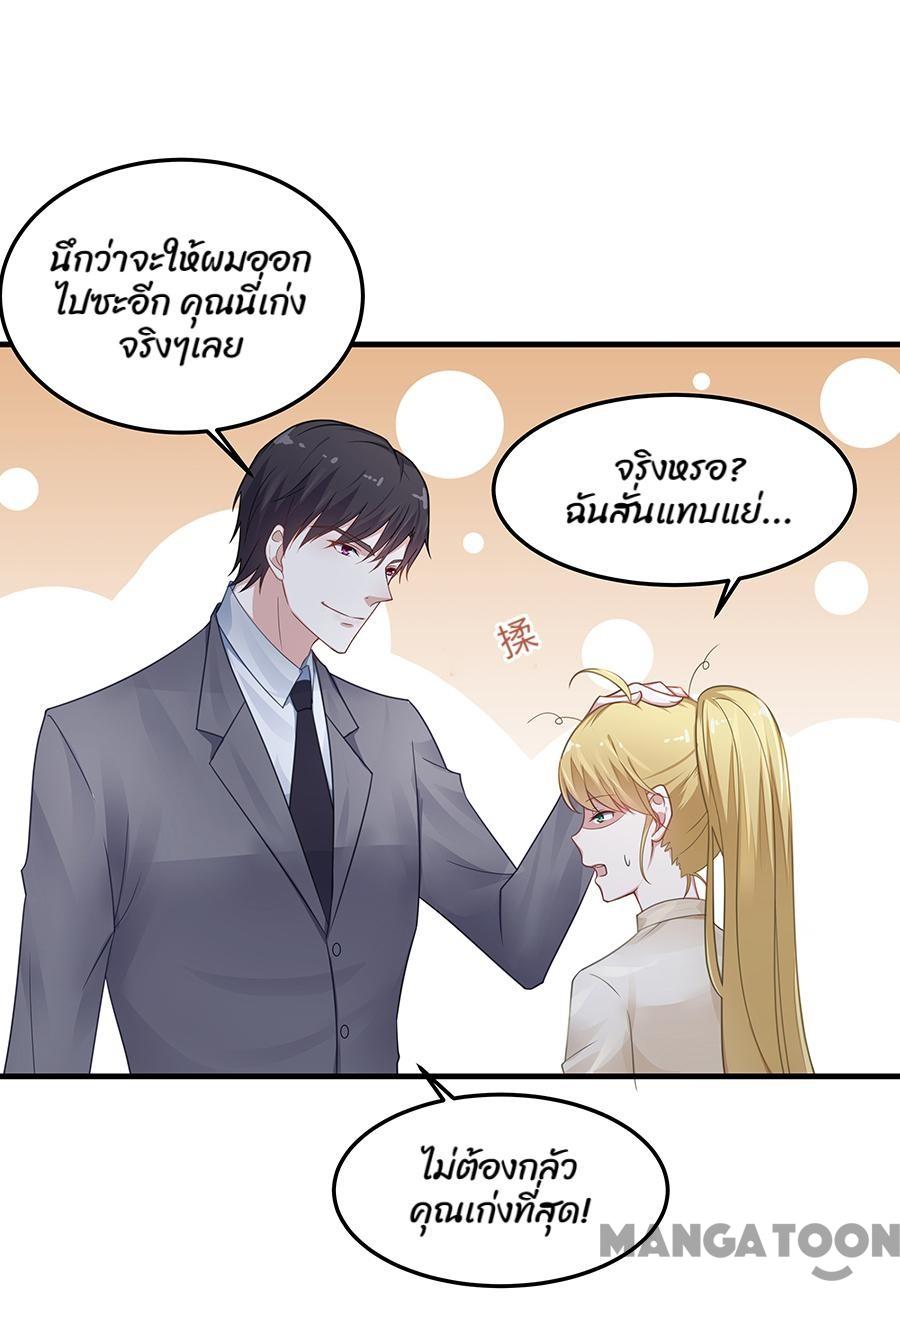 นึกว่าจะให้ผมออก
ไปซะอีก คุณนี่เก่ง
จริงๆเลย
จริงหรอ?
ฉันสั่นแทบแย่...
揉
ไม่ต้องกลัว
คุณเก่งที่สุด!
MANGATOON